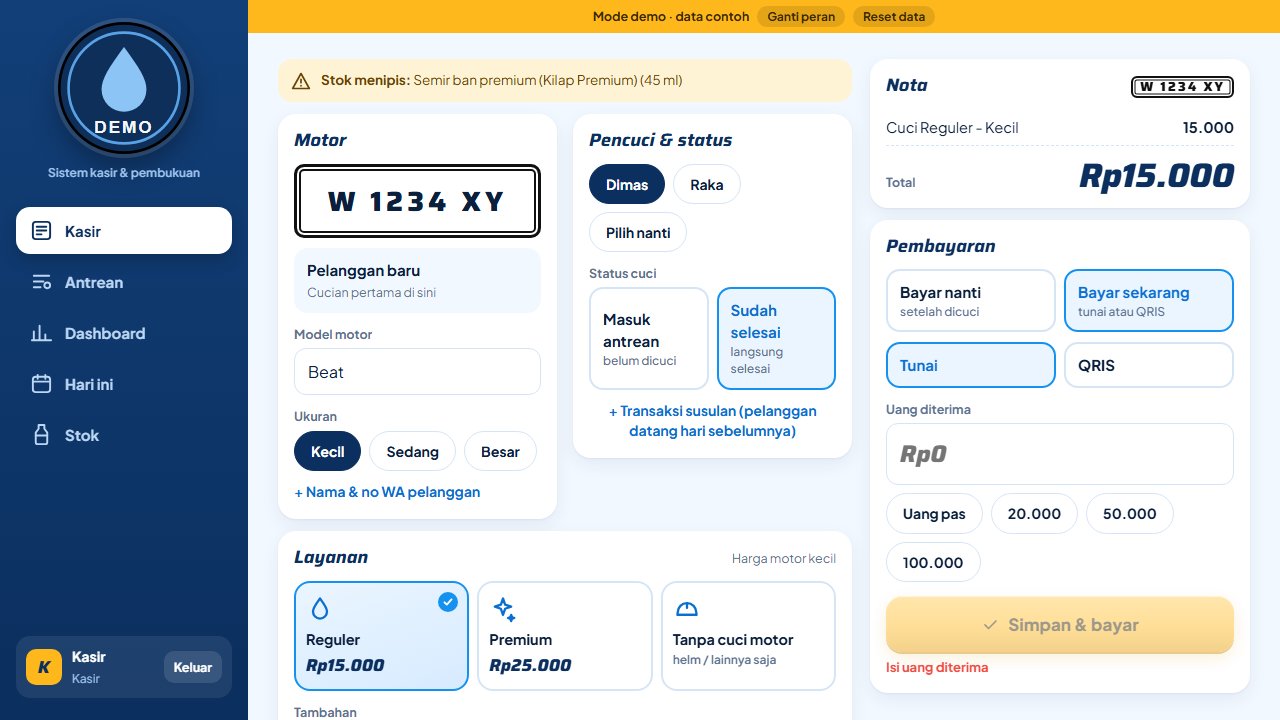 Mode demo · data contoh
Ganti peran
Reset data
DEMO
Sistem kasir & pembukuan
Kasir
Antrean
Dashboard
Hari ini
Stok
K
Kasir
Kasir
Keluar
Stok menipis: Semir ban premium (Kilap Premium) (45 ml)
Motor
W 1234 XY
Pelanggan baru
Cucian pertama di sini
Model motor
Beat
Ukuran
Kecil
Sedang
Besar
+ Nama & no WA pelanggan
Pencuci & status
Dimas
Raka
Pilih nanti
Status cuci
Masuk
antrean
belum dicuci
Sudah
selesai
langsung
selesai
+ Transaksi susulan (pelanggan
datang hari sebelumnya)
Layanan
Harga motor kecil
Reguler
Rp15.000
Premium
Rp25.000
Tanpa cuci motor
helm / lainnya saja
Tambahan
Nota
W 1234 XY
Cuci Reguler - Kecil
15.000
Total
Rp15.000
Pembayaran
Bayar nanti
setelah dicuci
Bayar sekarang
tunai atau QRIS
Tunai
QRIS
Uang diterima
Rp0
Uang pas
20.000
50.000
100.000
Simpan & bayar
Isi uang diterima